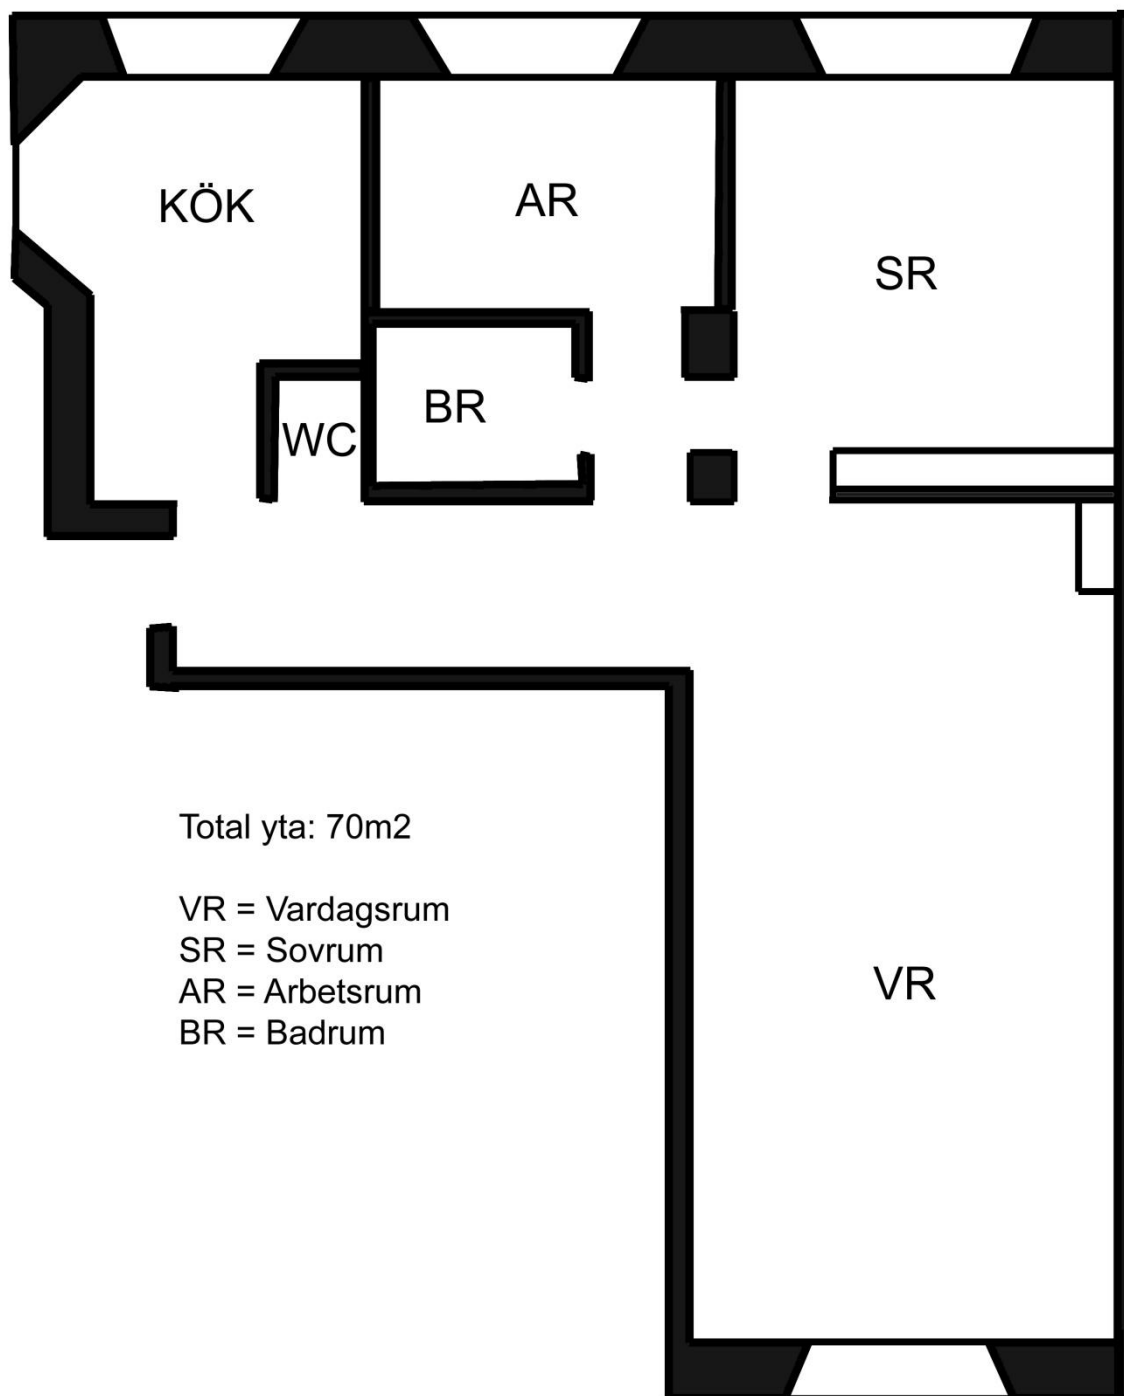 KÖK
AR
SR
BR
WC
Total yta: 70m2
VR = Vardagsrum
SR = Sovrum
AR = Arbetsrum
BR = Badrum
VR